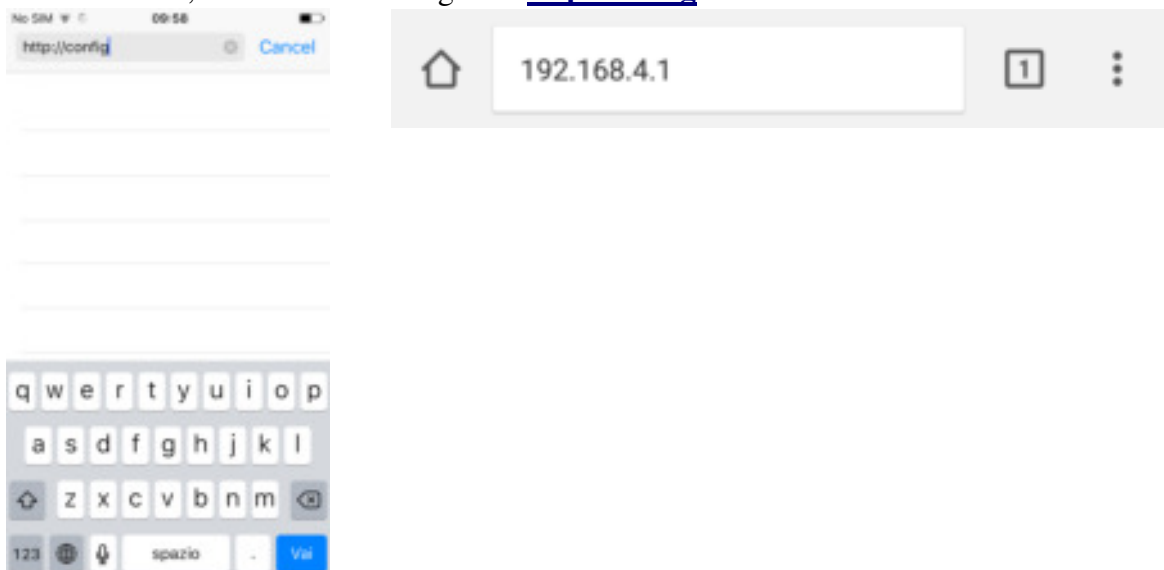 No SIM 09:58
http://config Cancel
192.168.4.1 1
q w e r t y u i o p
a s d f g h j k l
z x c v b n m
123 spazio . Vai